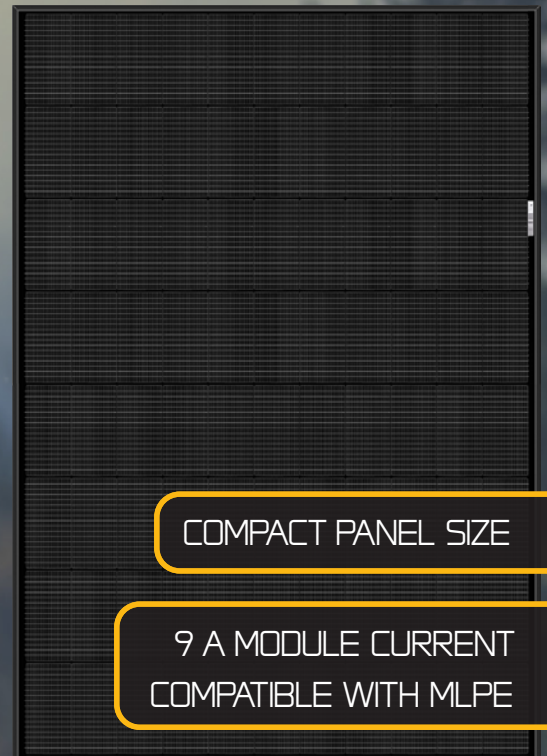 COMPACT PANEL SIZE
9 A MODULE CURRENT
COMPATIBLE WITH MLPE